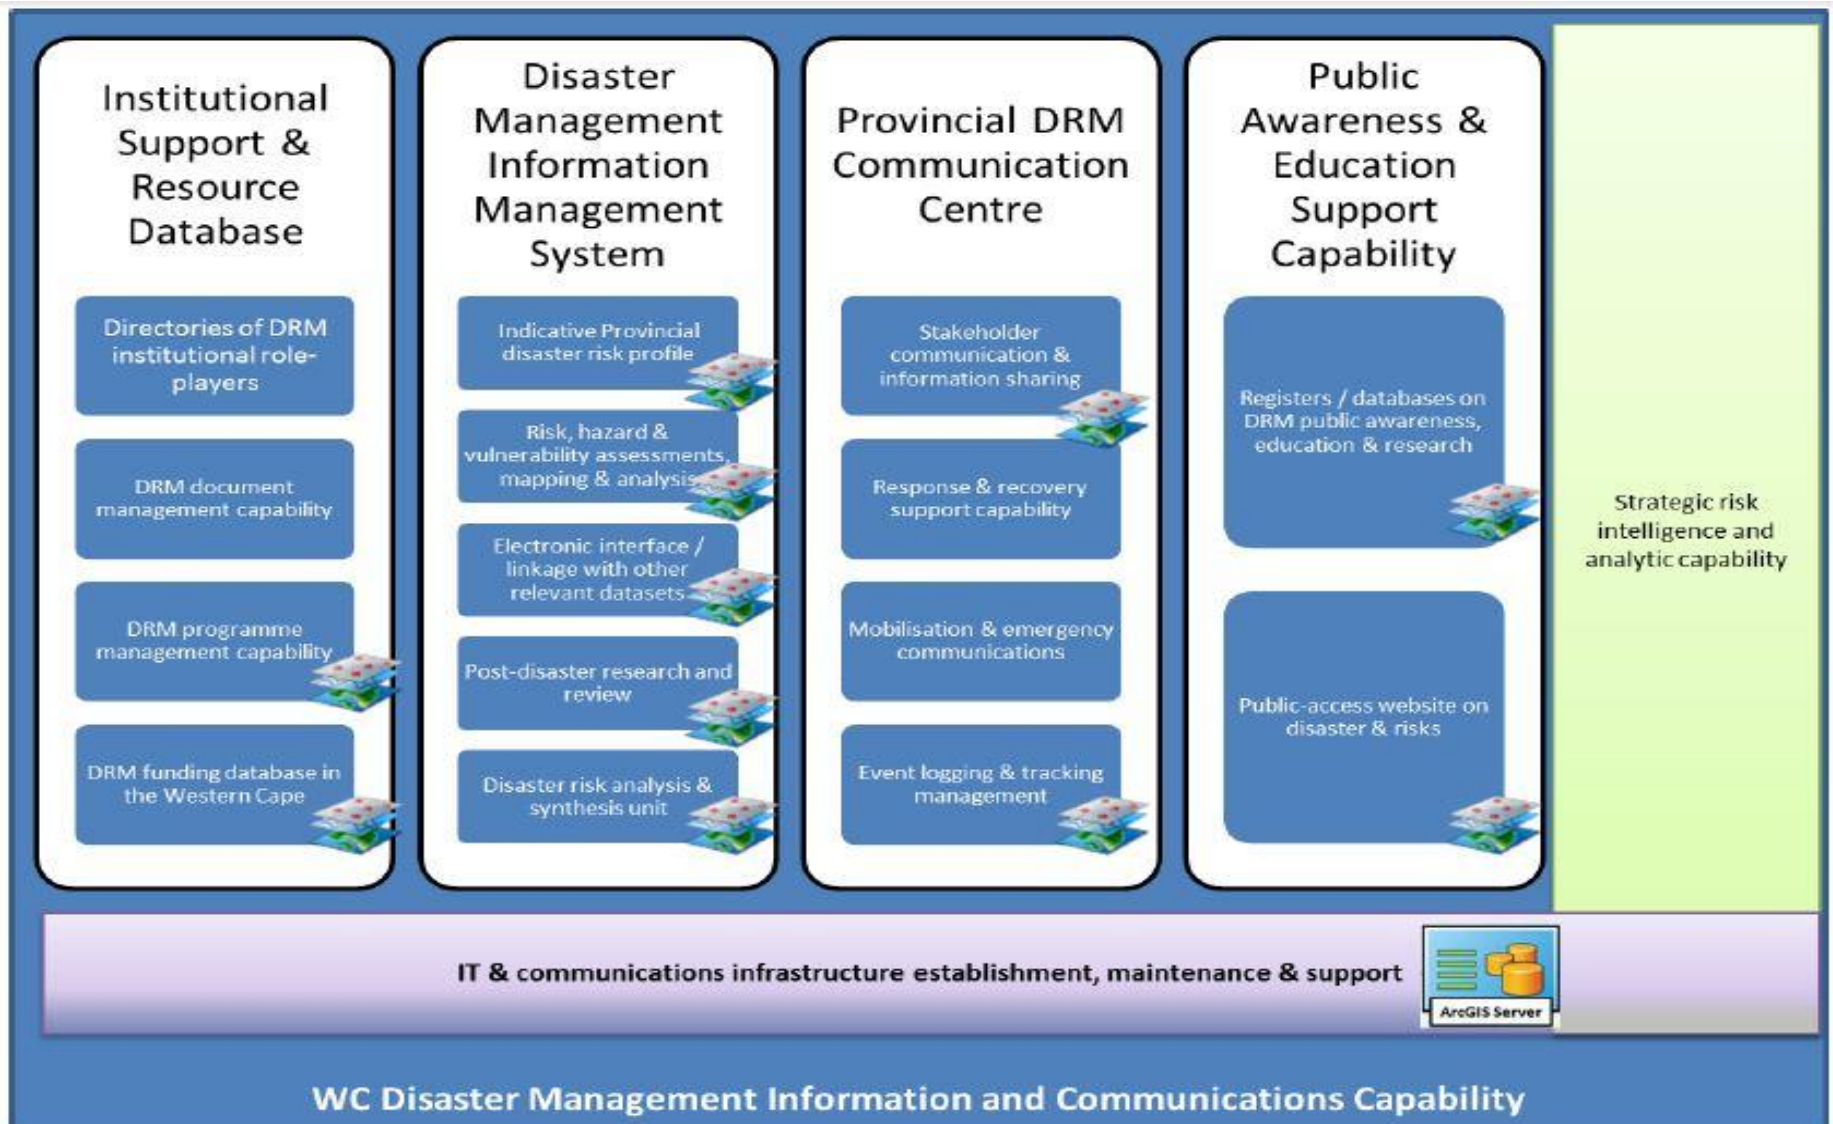 Institutional
Support &
Resource
Database
Directories of DRM
institutional role-
players
DRM document
management capability
DRM programme
management capability
DRM funding database in
the Western Cape
Disaster
Management
Information
Management
System
Indicative Provincial
disaster risk profile
Risk, hazard &
vulnerability assessments,
mapping & analysis
Electronic interface /
linkage with other
relevant datasets
Post-disaster research and
review
Disaster risk analysis &
synthesis unit
Provincial DRM
Communication
Centre
Stakeholder
communication &
information sharing
Response & recovery
support capability
Mobilisation & emergency
communications
Event logging & tracking
management
Public
Awareness &
Education
Support
Capability
Registers / databases on
DRM public awareness,
education & research
Public-access website on
disaster & risks
Strategic risk
intelligence and
analytic capability
IT & communications infrastructure establishment, maintenance & support
ArcGIS Server
WC Disaster Management Information and Communications Capability